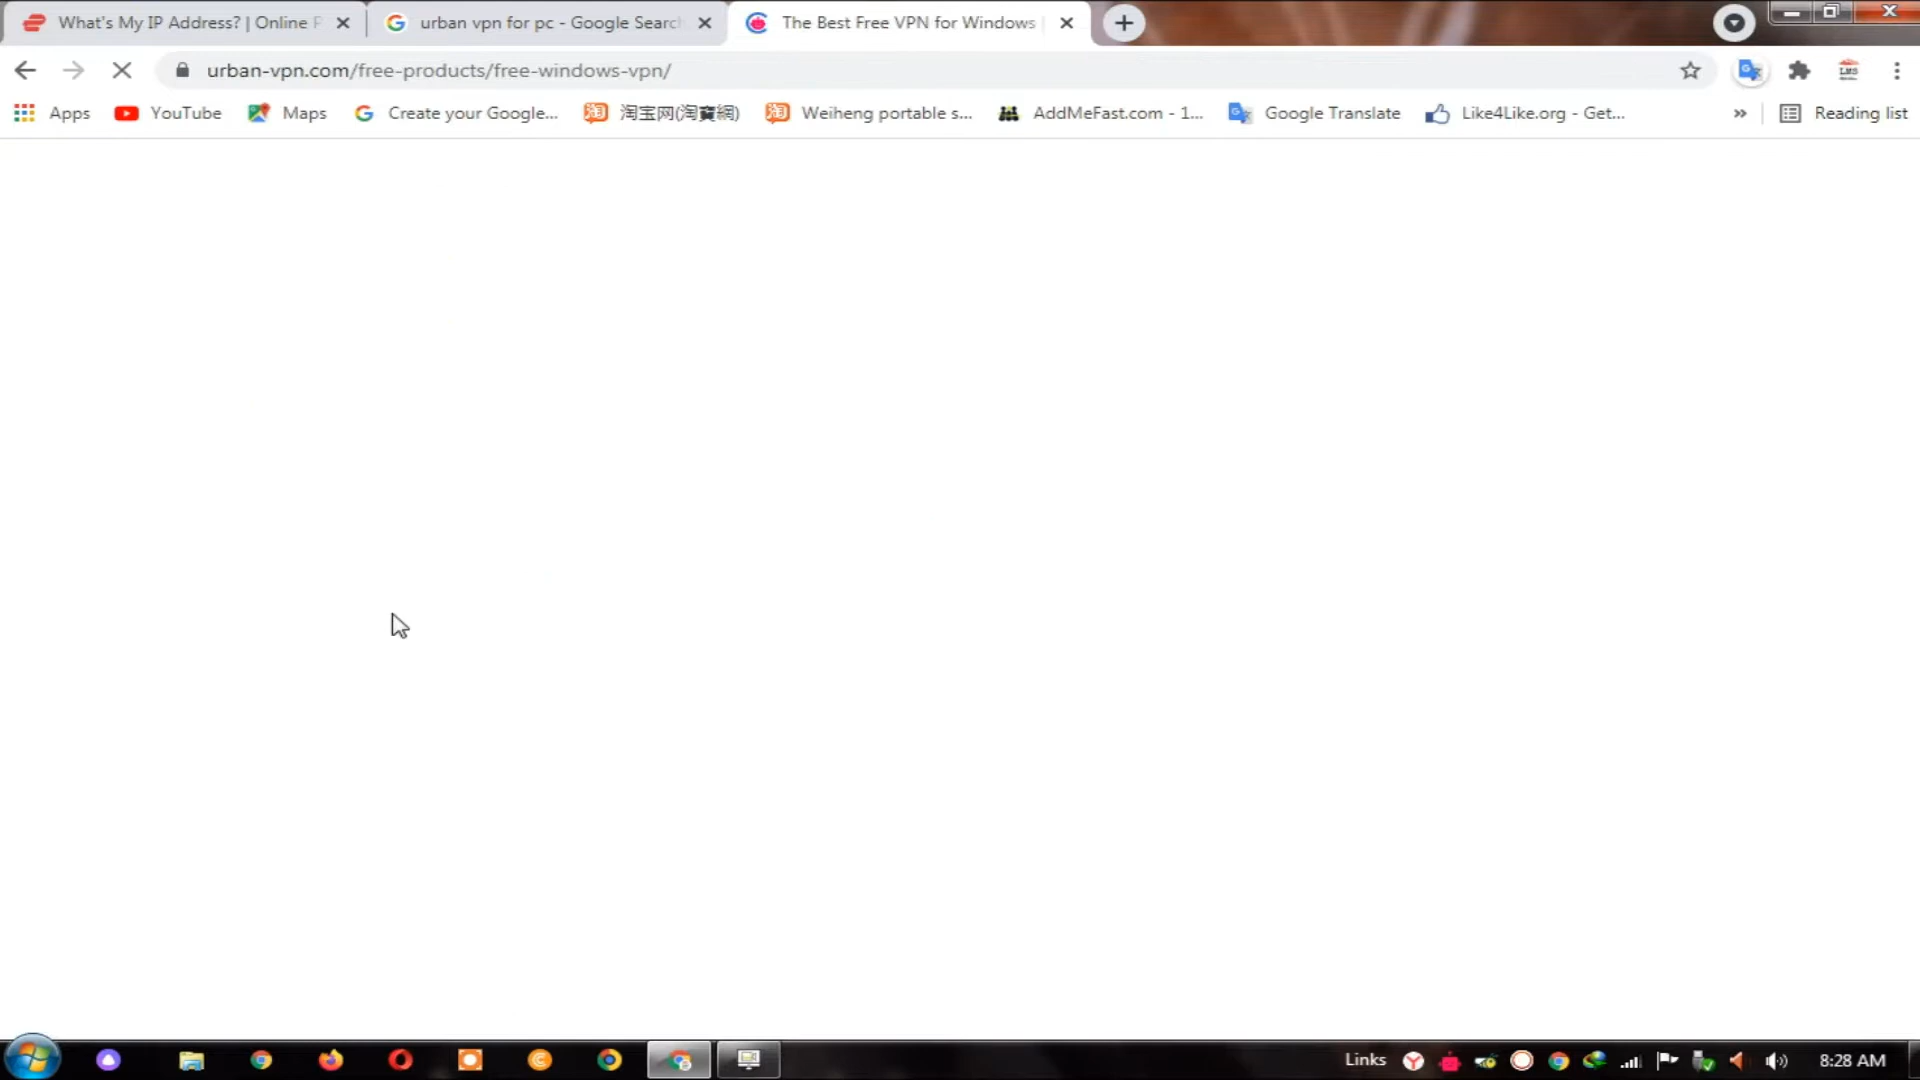 What's My IP Address? | Online P
urban vpn for pc - Google Search
The Best Free VPN for Windows |
urban-vpn.com/free-products/free-windows-vpn/
Apps
YouTube
Maps
Create your Google...
淘宝网(淘寶網)
Weiheng portable s...
AddMeFast.com - 1...
Google Translate
Like4Like.org - Get...
»
Reading list
Links
8:28 AM